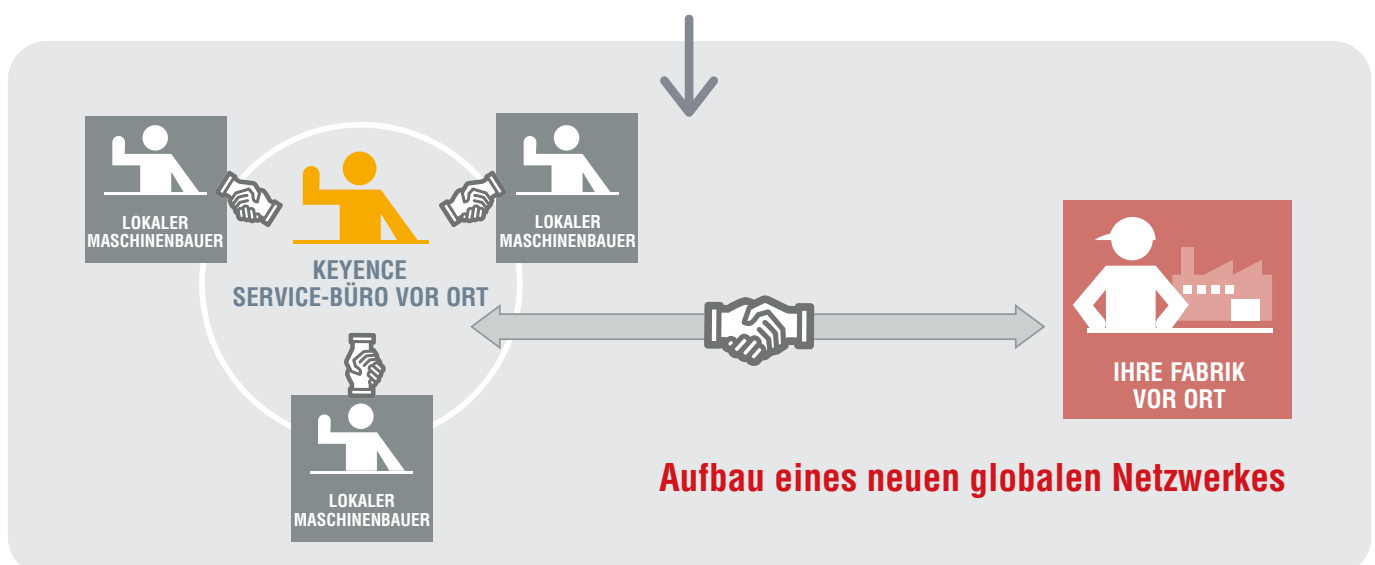 LOKALER
MASCHINENBAUER
LOKALER
MASCHINENBAUER
KEYENCE
SERVICE-BÜRO VOR ORT
IHRE FABRIK
VOR ORT
LOKALER
MASCHINENBAUER
Aufbau eines neuen globalen Netzwerkes